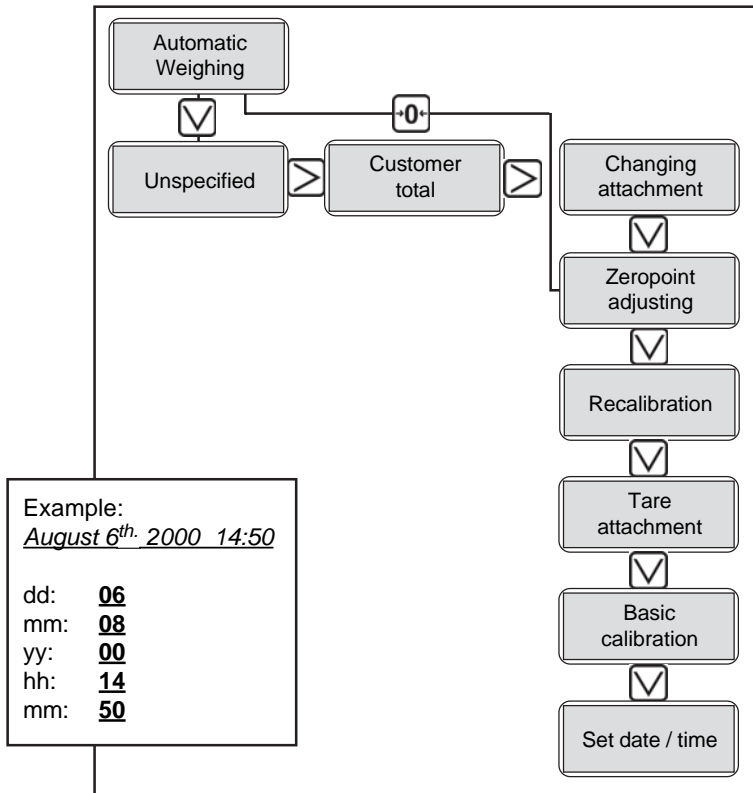 Automatic
Weighing
→0←
Unspecified
Customer
total
Changing
attachment
Zeropoint
adjusting
Recalibration
Tare
attachment
Basic
calibration
Set date / time
Example:
August 6th. 2000 14:50
dd: 06
mm: 08
yy: 00
hh: 14
mm: 50